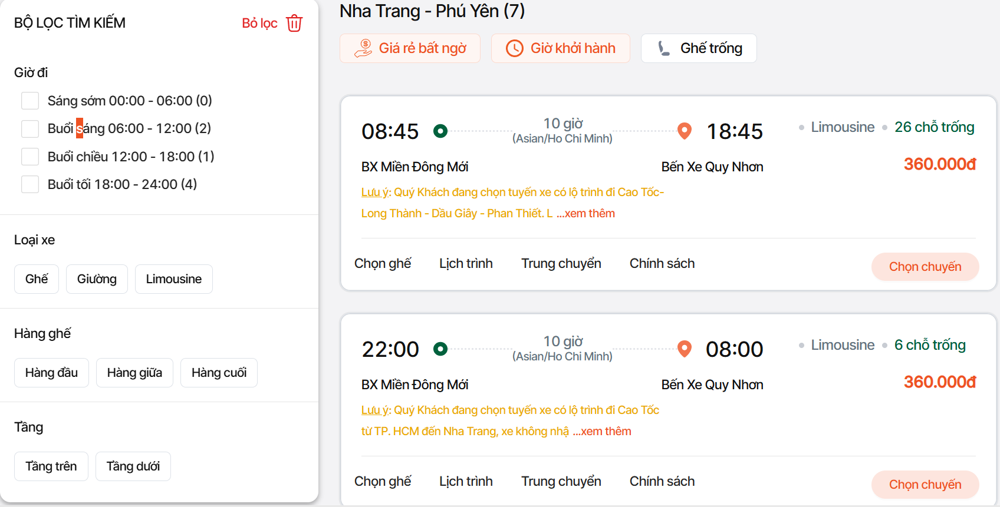 BỘ LỌC TÌM KIẾM
Bỏ lọc
Giờ đi
Sáng sớm 00:00 - 06:00 (0)
Buổi sáng 06:00 - 12:00 (2)
Buổi chiều 12:00 - 18:00 (1)
Buổi tối 18:00 - 24:00 (4)
Loại xe
Ghế Giường Limousine
Hàng ghế
Hàng đầu Hàng giữa Hàng cuối
Tầng
Tầng trên Tầng dưới
Nha Trang - Phú Yên (7)
Giá rẻ bất ngờ Giờ khởi hành Ghế trống
08:45 10 giờ 18:45 Limousine 26 chỗ trống
(Asian/Ho Chi Minh)
360.000đ
BX Miền Đông Mới Bến Xe Quy Nhơn
Lưu ý: Quý Khách đang chọn tuyến xe có lộ trình đi Cao Tốc-
Long Thành - Dầu Giây - Phan Thiết. L ...xem thêm
Chọn ghế Lịch trình Trung chuyển Chính sách Chọn chuyến
22:00 10 giờ 08:00 Limousine 6 chỗ trống
(Asian/Ho Chi Minh)
360.000đ
BX Miền Đông Mới Bến Xe Quy Nhơn
Lưu ý: Quý Khách đang chọn tuyến xe có lộ trình đi Cao Tốc
từ TP. HCM đến Nha Trang, xe không nhậ ...xem thêm
Chọn ghế Lịch trình Trung chuyển Chính sách Chọn chuyến